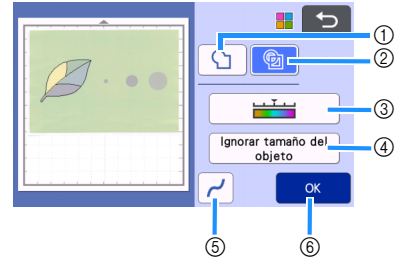 ①
②
③
Ignorar tamaño del
objeto
④
OK
⑤
⑥